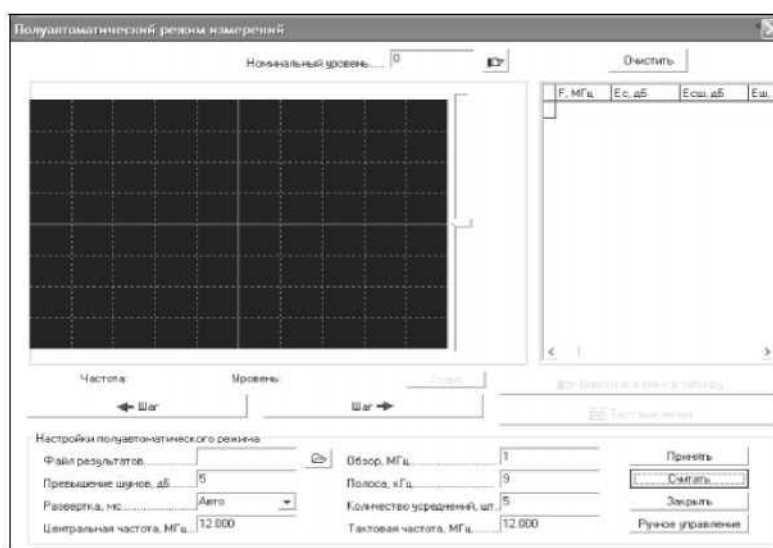 Полуавтоматический режим измерений
Номинальный уровень.... 0
Очистить
F, МГц Ес, дБ Есш, дБ Еш,
Частота: Уровень:
Шаг
Шаг
Настройки полуавтоматического режима
Файл результатов
Превышение шумов, дБ 5
Развертка, мс Авто
Центральная частота, МГц 12.000
Обзор, МГц 1
Полоса, кГц 9
Количество усреднений, шт. 5
Тактовая частота, МГц 12.000
Принять
Считать
Закрыть
Ручное управление